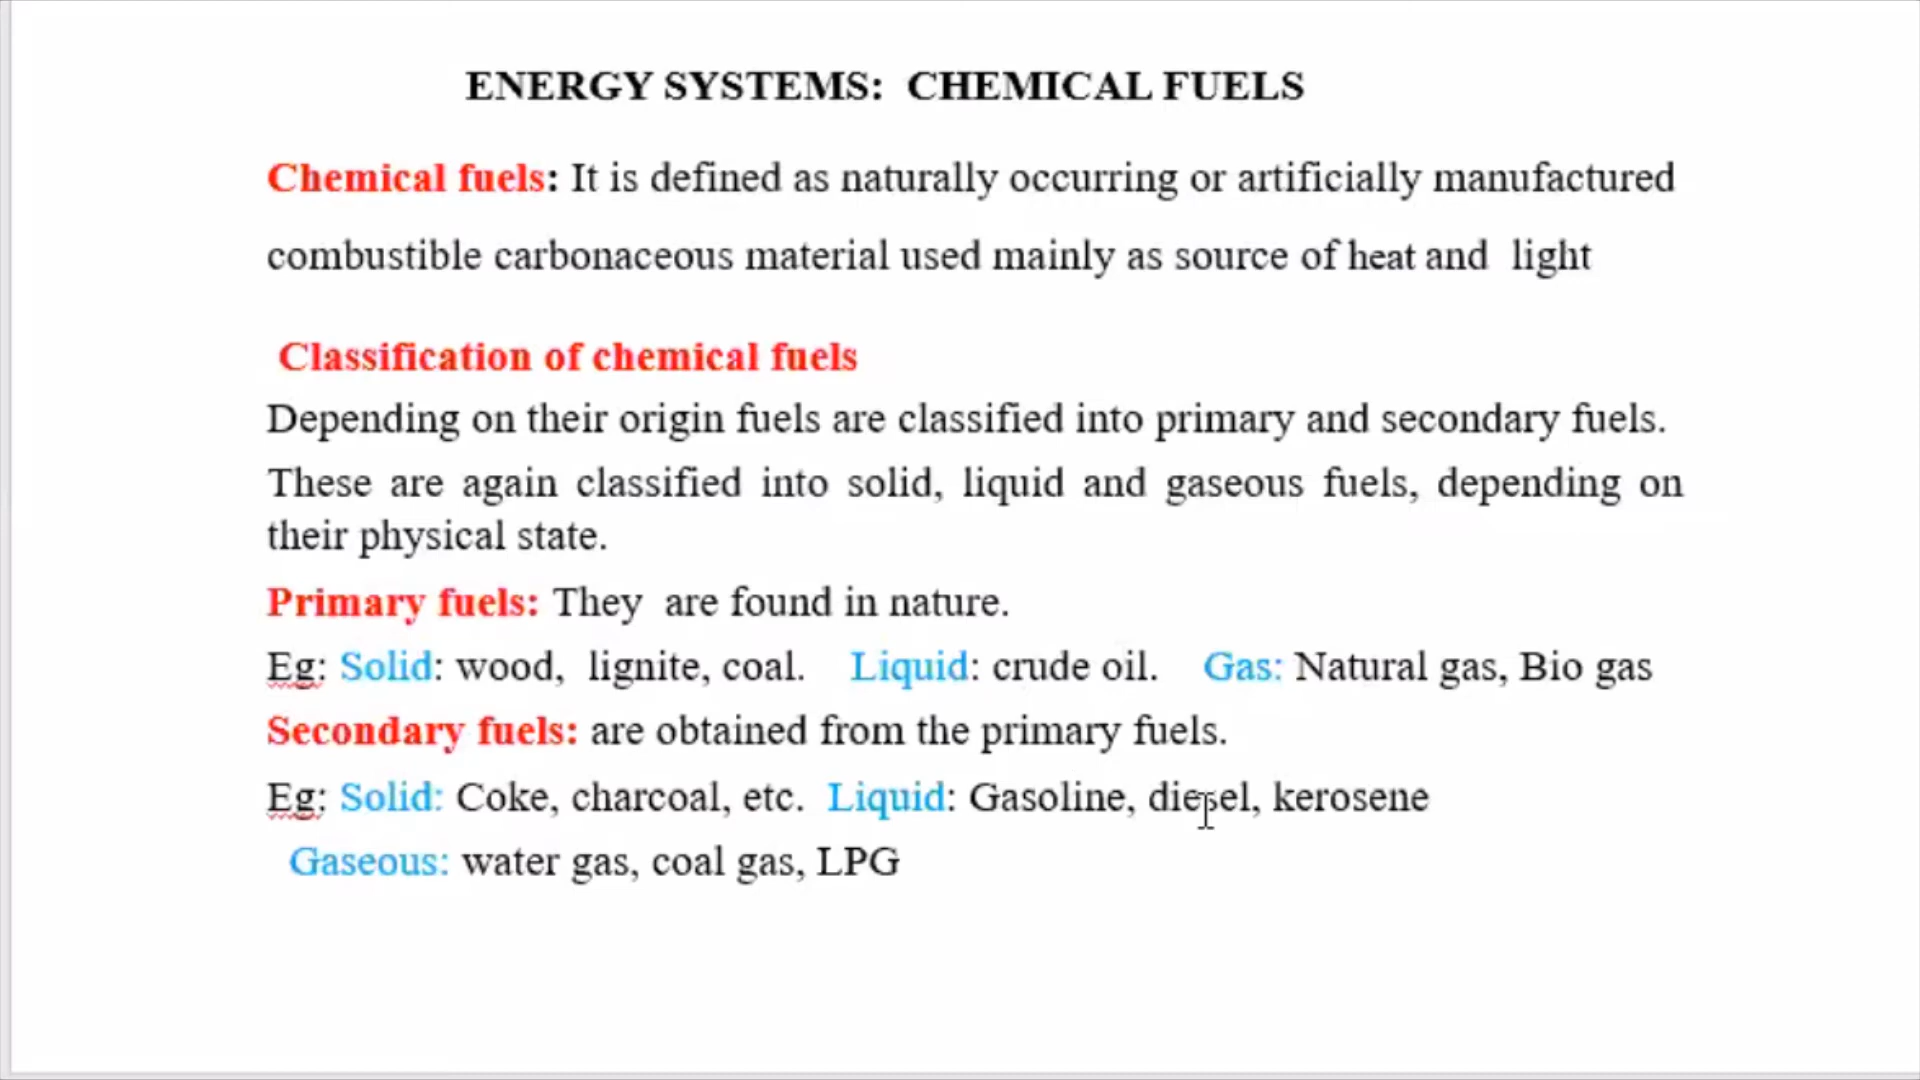 ENERGY SYSTEMS: CHEMICAL FUELS
Chemical fuels: It is defined as naturally occurring or artificially manufactured
combustible carbonaceous material used mainly as source of heat and light
Classification of chemical fuels
Depending on their origin fuels are classified into primary and secondary fuels.
These are again classified into solid, liquid and gaseous fuels, depending on
their physical state.
Primary fuels: They are found in nature.
Eg: Solid: wood, lignite, coal. Liquid: crude oil. Gas: Natural gas, Bio gas
Secondary fuels: are obtained from the primary fuels.
Eg: Solid: Coke, charcoal, etc. Liquid: Gasoline, diesel, kerosene
Gaseous: water gas, coal gas, LPG